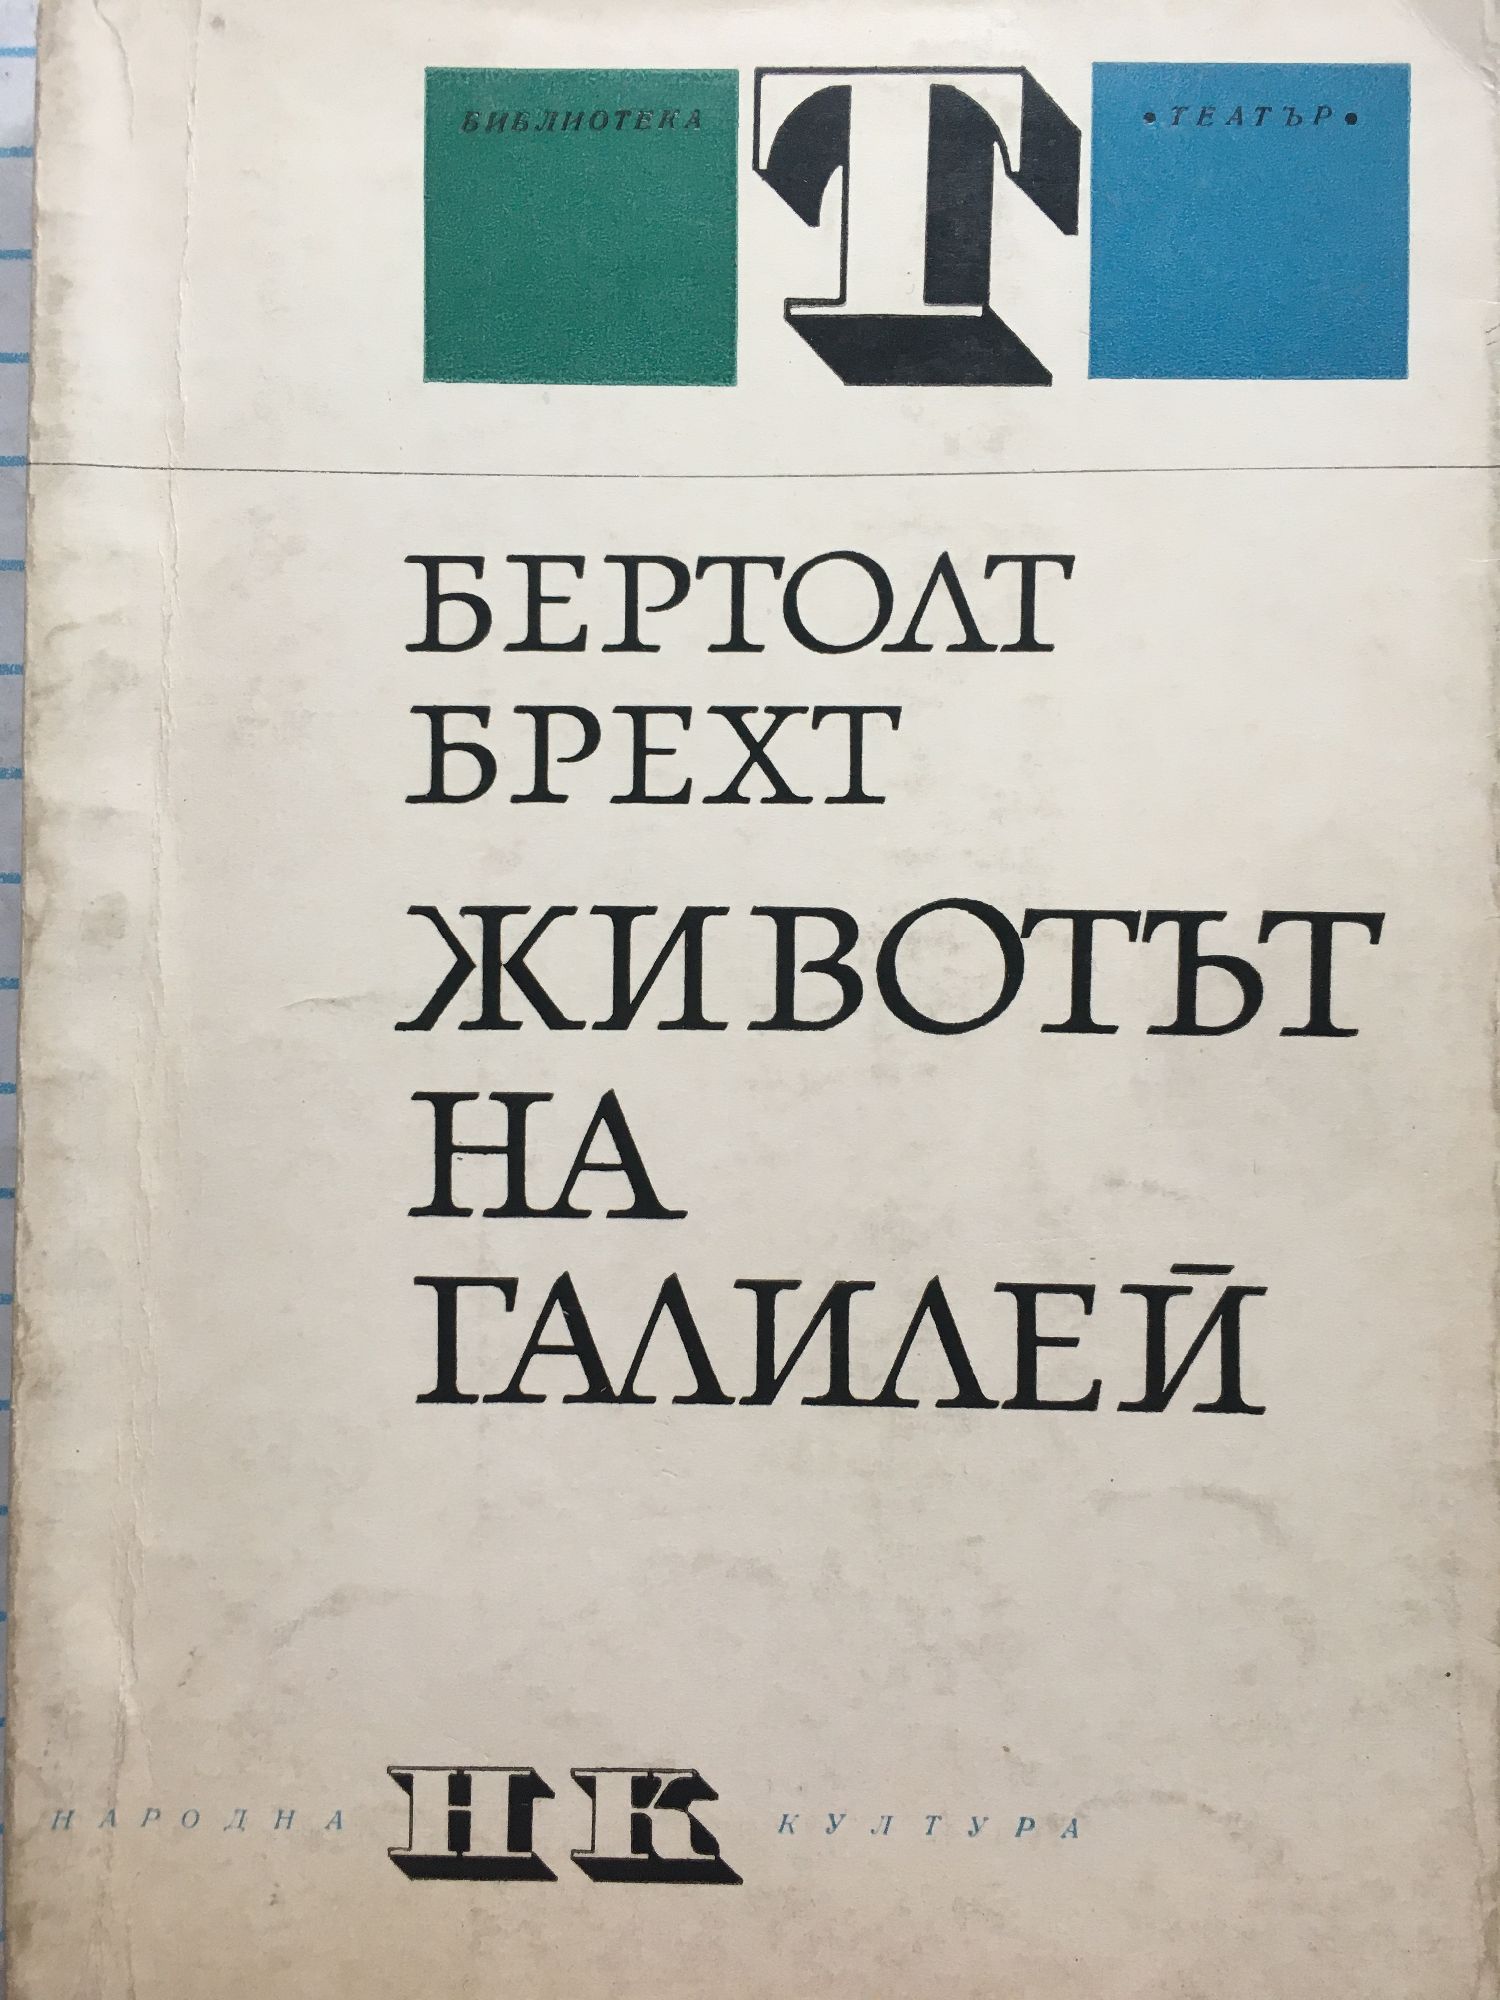 БИБЛИОТЕКА Т •ТЕАТЪР•
БЕРТОЛТ
БРЕХТ
ЖИВОТЪТ
НА
ГАЛИЛЕЙ
НАРОДНА НК КУЛТУРА